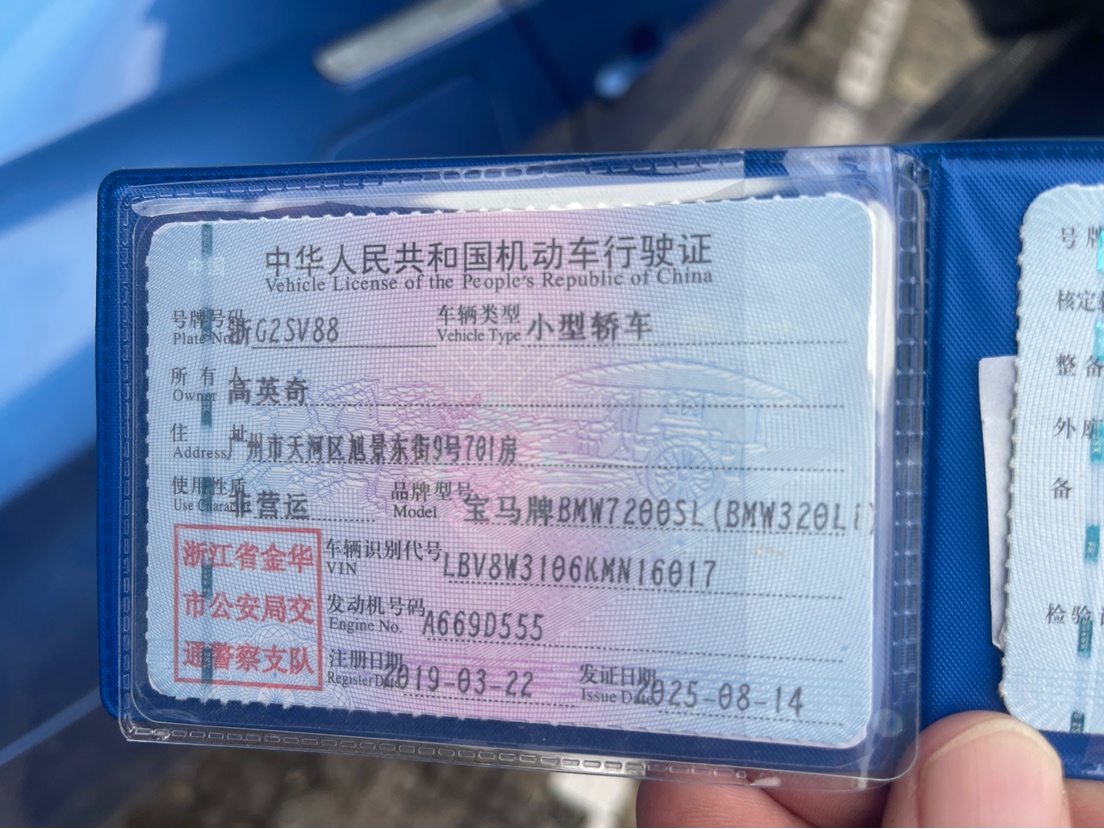 中华人民共和国机动车行驶证
Vehicle License of the People's Republic of China
号牌号码 浙G2SV88 车辆类型 小型轿车
Plate No. Vehicle Type
所有人 高英奇
Owner
住址 广州市天河区旭景东街9号701房
Address
使用性质 非营运 品牌型号 宝马牌BMW7200SL(BMW320Li)
Use Character Model
浙江省金华
市公安局交
通警察支队
车辆识别代号 LBV8W3106KMN16017
VIN
发动机号码 A669D555
Engine No.
注册日期 2019-03-22 发证日期 2025-08-14
Register Date Issue Date
号牌
核定
整备
外廓
备
检验